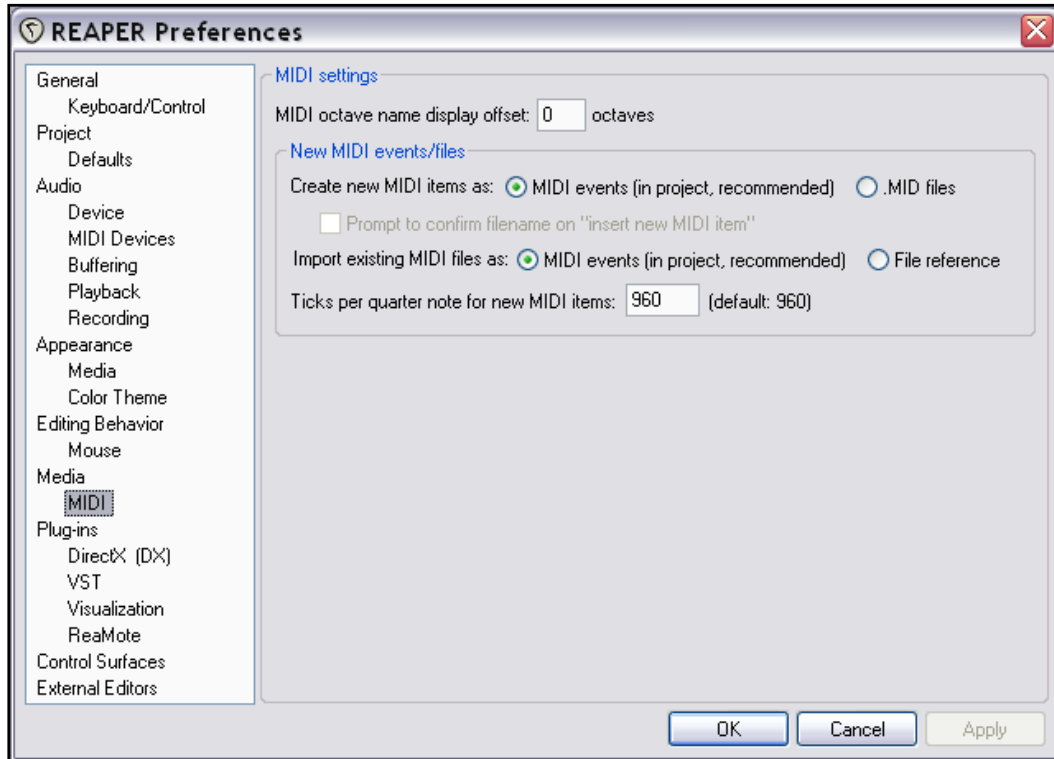 REAPER Preferences
General
Keyboard/Control
Project
Defaults
Audio
Device
MIDI Devices
Buffering
Playback
Recording
Appearance
Media
Color Theme
Editing Behavior
Mouse
Media
MIDI
Plug-ins
DirectX (DX)
VST
Visualization
ReaMote
Control Surfaces
External Editors
MIDI settings
MIDI octave name display offset: 0 octaves
New MIDI events/files
Create new MIDI items as: MIDI events (in project, recommended) .MID files
Prompt to confirm filename on "insert new MIDI item"
Import existing MIDI files as: MIDI events (in project, recommended) File reference
Ticks per quarter note for new MIDI items: 960 (default: 960)
OK Cancel Apply